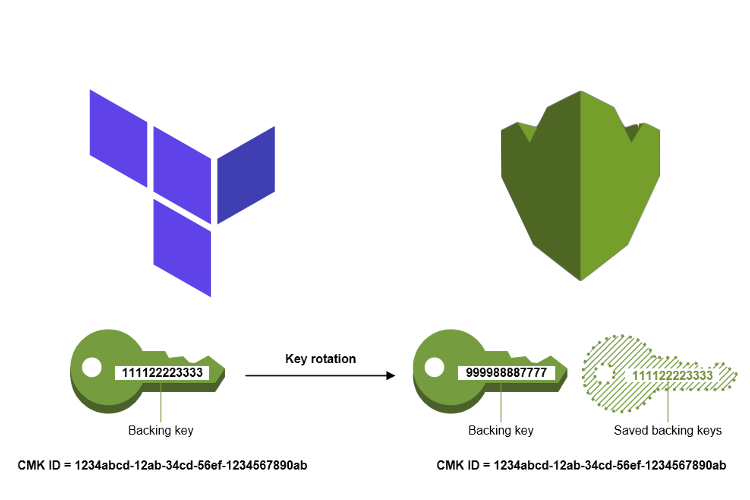 Key rotation
111122223333
999988887777
111122223333
Backing key
Backing key
Saved backing keys
CMK ID = 1234abcd-12ab-34cd-56ef-1234567890ab
CMK ID = 1234abcd-12ab-34cd-56ef-1234567890ab